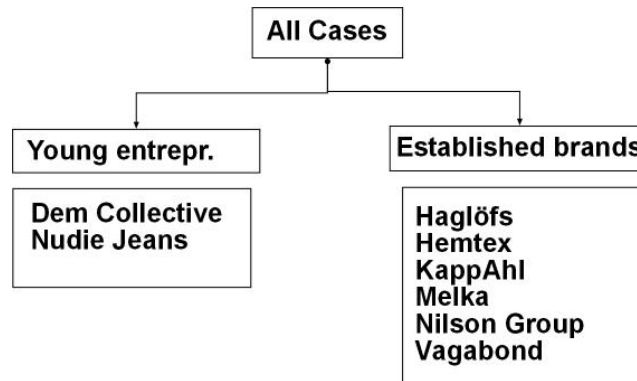 All Cases
Young entrepr.
Established brands
Dem Collective
Nudie Jeans
Haglöfs
Hemtex
KappAhl
Melka
Nilson Group
Vagabond